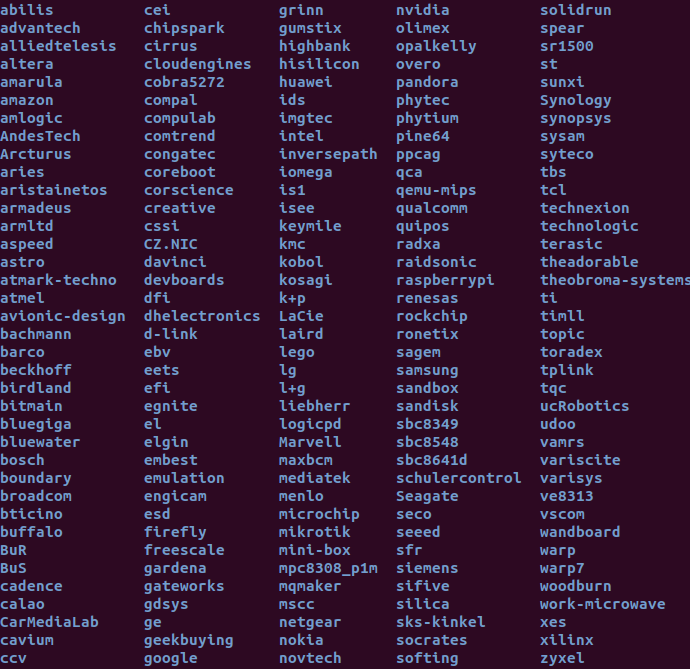 abilis cei grinn nvidia solidrun
advantech chipspark gumstix olimex spear
alliedtelesis cirrus highbank opalkelly sr1500
altera cloudengines hisilicon overo st
amarula cobra5272 huawei pandora sunxi
amazon compal ids phytec Synology
amlogic compulab imgtec phytium synopsys
AndesTech comtrend intel pine64 sysam
Arcturus congatec inversepath ppcag syteco
aries coreboot iomega qca tbs
aristainetos corscience is1 qemu-mips tcl
armadeus creative isee qualcomm technexion
armltd cssi keymile quipos technologic
aspeed CZ.NIC kmc radxa terasic
astro davinci kobol raidsonic theadorable
atmark-techno devboards kosagi raspberrypi theobroma-systems
atmel dfi k+p renesas ti
avionic-design dhelectronics LaCie rockchip timll
bachmann d-link laird ronetix topic
barco ebv lego sagem toradex
beckhoff eets lg samsung tplink
birdland efi l+g sandbox tqc
bitmain egnite liebherr sandisk ucRobotics
bluegiga el logicpd sbc8349 udoo
bluewater elgin Marvell sbc8548 vamrs
bosch embest maxbcm sbc8641d variscite
boundary emulation mediatek schulercontrol varisys
broadcom engicam menlo Seagate ve8313
bticino esd microchip seco vscom
buffalo firefly mikrotik seeed wandboard
BuR freescale mini-box sfr warp
BuS gardena mpc8308_p1m siemens warp7
cadence gateworks mqmaker sifive woodburn
calao gdsys mscc silica work-microwave
CarMediaLab ge netgear sks-kinkel xes
cavium geekbuying nokia socrates xilinx
ccv google novtech softing zyxel